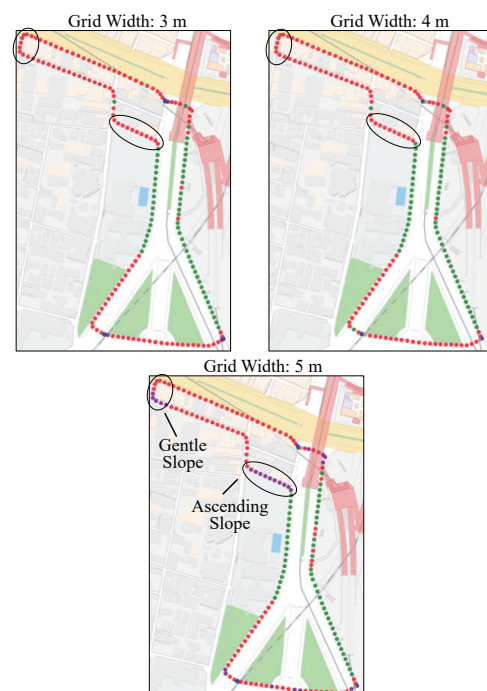 Grid Width: 3 m
Grid Width: 4 m
Grid Width: 5 m
Gentle
Slope
Ascending
Slope